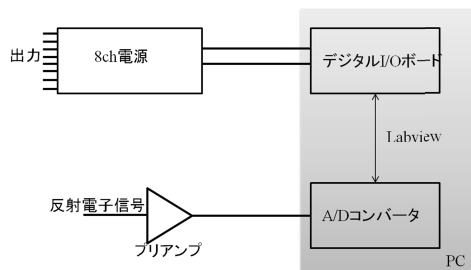 出力
8ch電源
デジタルI/Oボード
Labview
反射電子信号
プリアンプ
A/Dコンバータ
PC